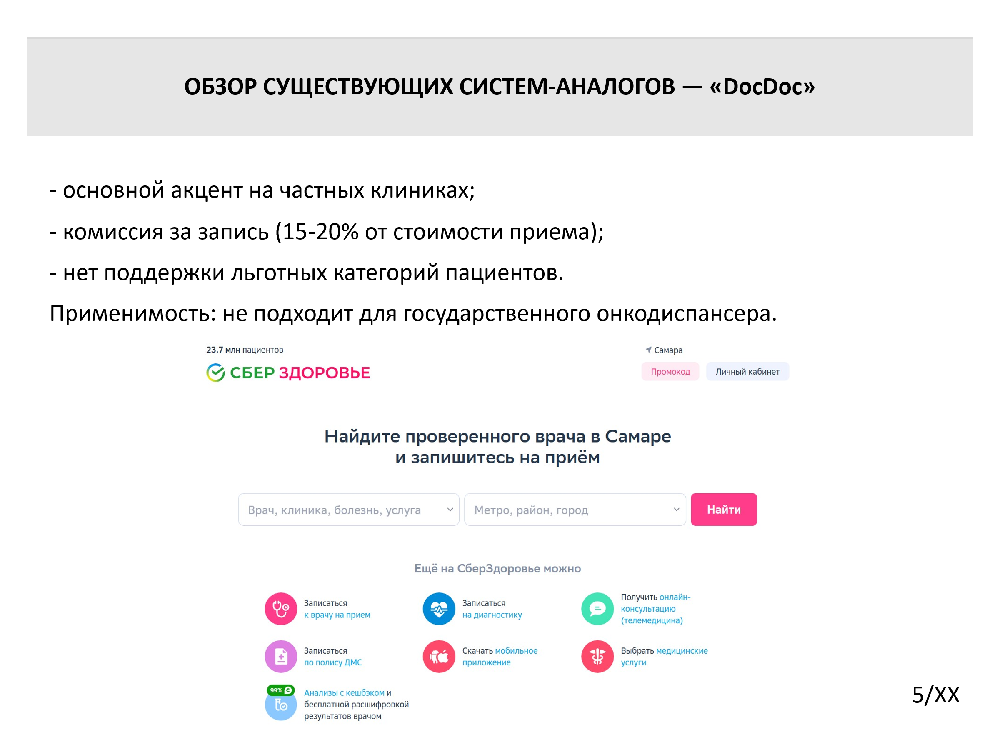 ОБЗОР СУЩЕСТВУЮЩИХ СИСТЕМ-АНАЛОГОВ — «DocDoc»
- основной акцент на частных клиниках;
- комиссия за запись (15-20% от стоимости приема);
- нет поддержки льготных категорий пациентов.
Применимость: не подходит для государственного онкодиспансера.
23.7 млн пациентов
Самара
СБЕР ЗДОРОВЬЕ
Промокод
Личный кабинет
Найдите проверенного врача в Самаре
и запишитесь на приём
Врач, клиника, болезнь, услуга
Метро, район, город
Найти
Ещё на СберЗдоровье можно
Записаться
к врачу на прием
Записаться
на диагностику
Получить онлайн-
консультацию
(телемедицина)
Записаться
по полису ДМС
Скачать мобильное
приложение
Выбрать медицинские
услуги
99%
Анализы с кешбэком и
бесплатной расшифровкой
результатов врачом
5/XX